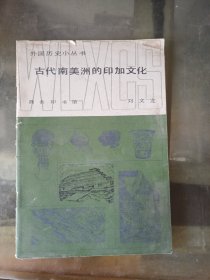 外国历史小丛书
古代南美洲的印加文化
商务印书馆 刘文龙